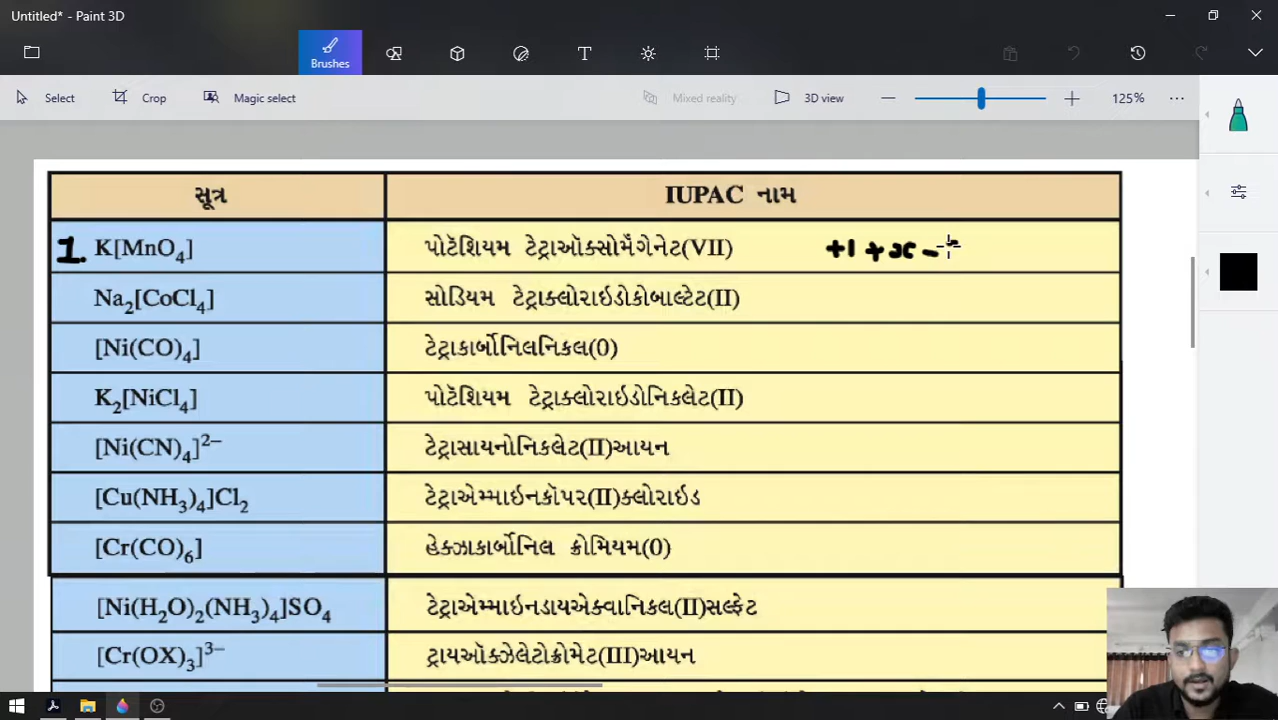 Untitled* - Paint 3D
Brushes
Select Crop Magic select Mixed reality 3D view 125%
સૂત્ર IUPAC નામ
1. K[MnO4] પોટૅશિયમ ટેટ્રાઑક્સોમૅંગેનેટ(VII) +1 + x -
Na2[CoCl4] સોડિયમ ટેટ્રાક્લોરાઇડોકોબાલ્ટેટ(II)
[Ni(CO)4] ટેટ્રાકાર્બોનિલનિકલ(0)
K2[NiCl4] પોટૅશિયમ ટેટ્રાક્લોરાઇડોનિકલેટ(II)
[Ni(CN)4]2– ટેટ્રાસાયનોનિકલેટ(II)આયન
[Cu(NH3)4]Cl2 ટેટ્રાએમ્માઇનકૉપર(II)ક્લોરાઇડ
[Cr(CO)6] હેક્ઝાકાર્બોનિલ ક્રોમિયમ(0)
[Ni(H2O)2(NH3)4]SO4 ટેટ્રાએમ્માઇનડાયએક્વાનિકલ(II)સલ્ફેટ
[Cr(OX)3]3– ટ્રાયઑક્ઝેલેટોક્રોમેટ(III)આયન